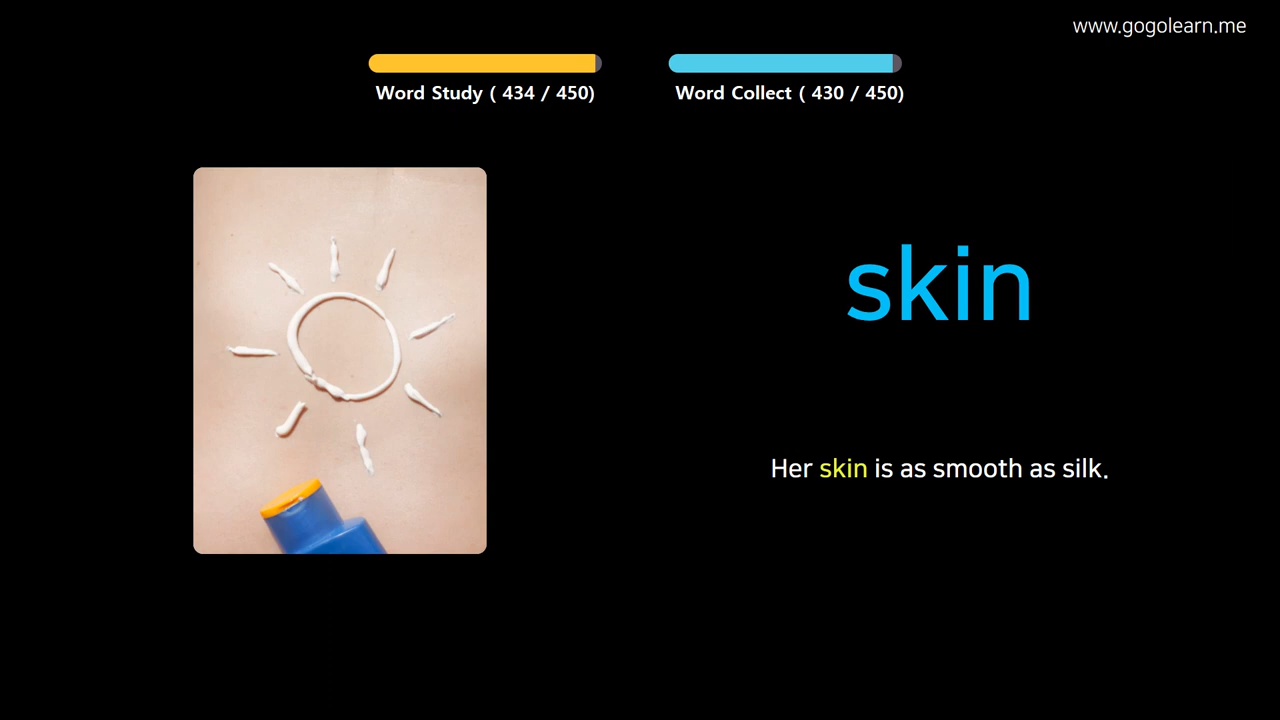 www.gogolearn.me
Word Study ( 434 / 450)
Word Collect ( 430 / 450)
skin
Her skin is as smooth as silk.